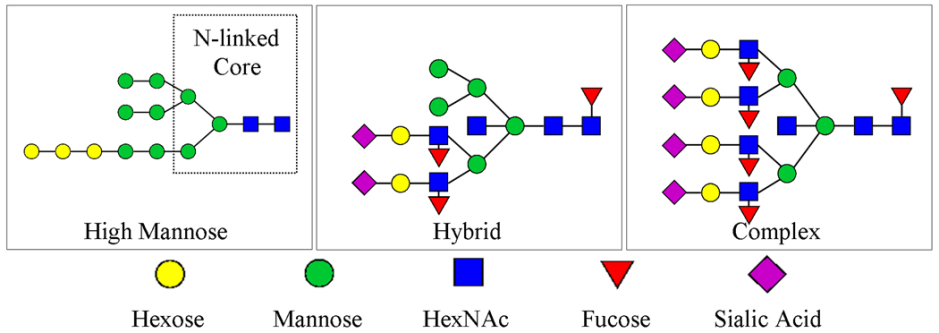 N-linked
Core
High Mannose
Hybrid
Complex
Hexose
Mannose
HexNAc
Fucose
Sialic Acid